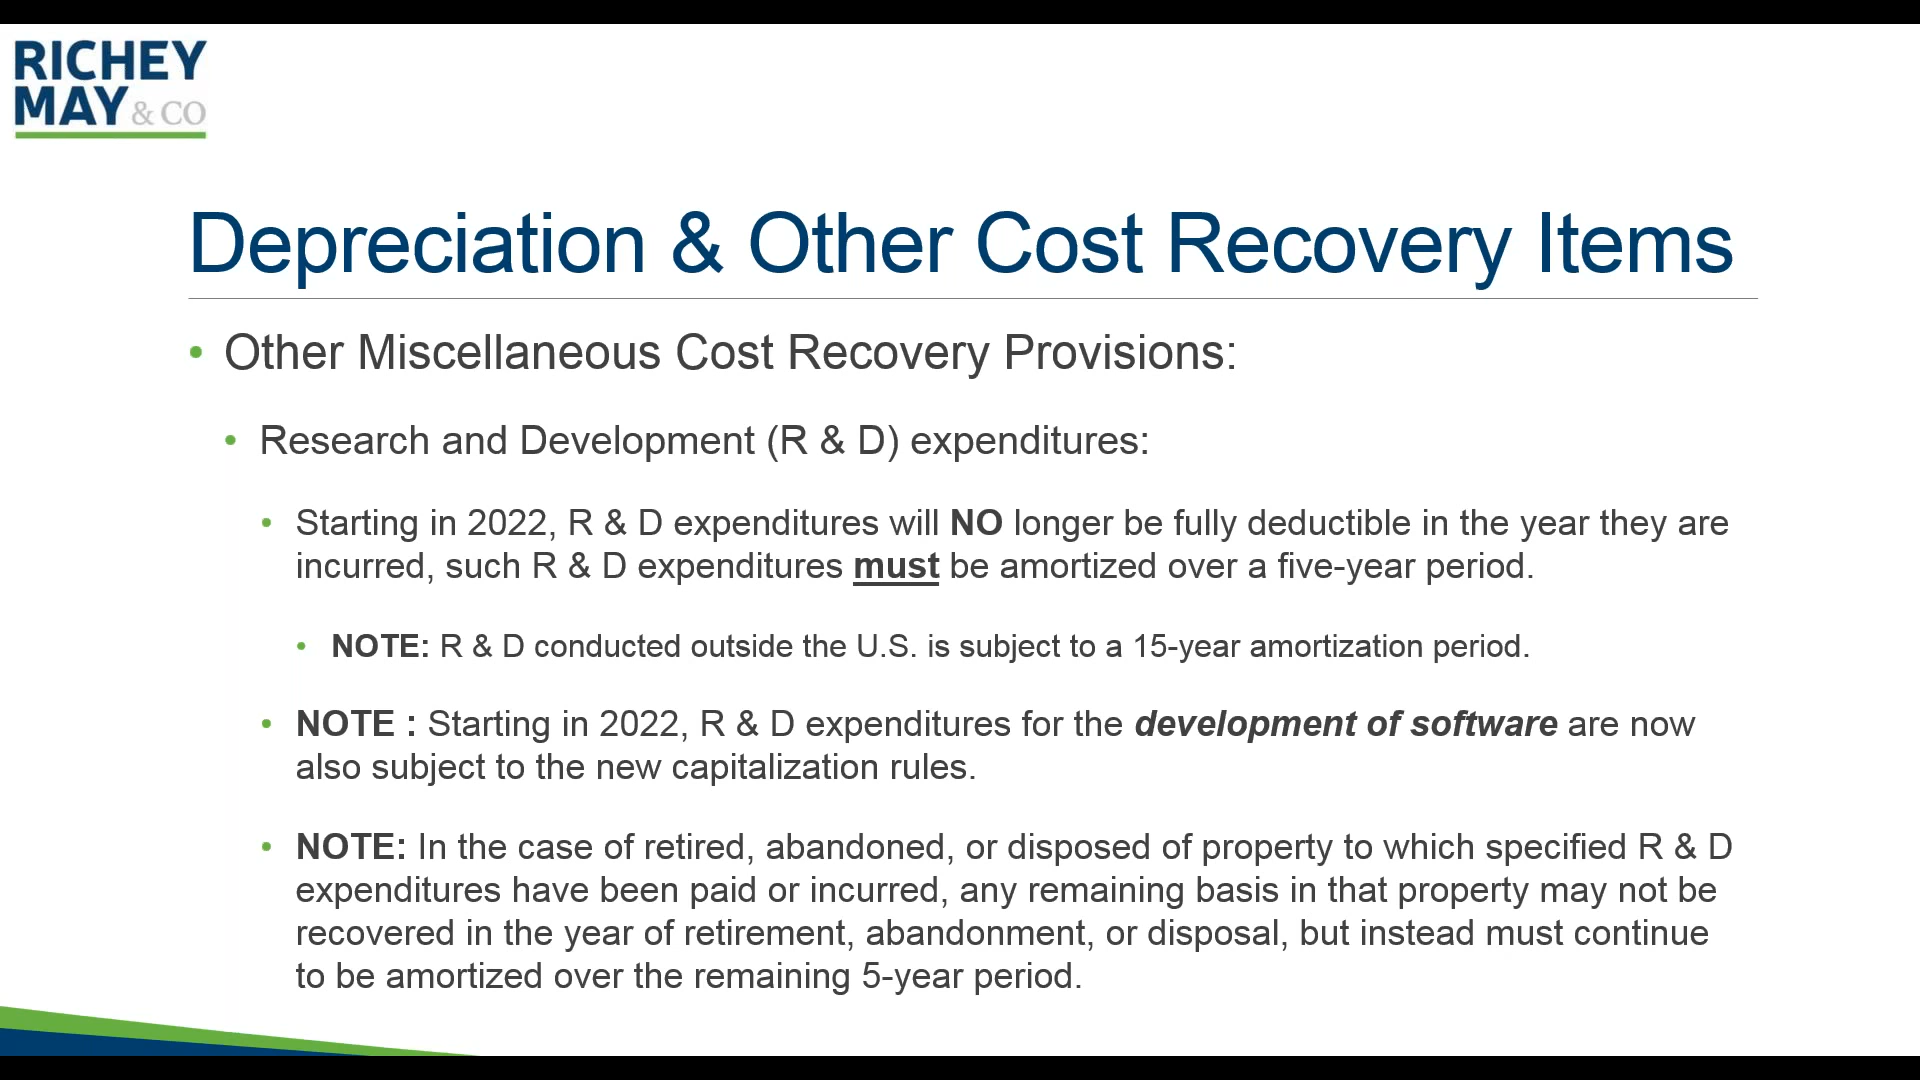 RICHEY
MAY & CO
Depreciation & Other Cost Recovery Items
• Other Miscellaneous Cost Recovery Provisions:
• Research and Development (R & D) expenditures:
• Starting in 2022, R & D expenditures will NO longer be fully deductible in the year they are
incurred, such R & D expenditures must be amortized over a five-year period.
• NOTE: R & D conducted outside the U.S. is subject to a 15-year amortization period.
• NOTE : Starting in 2022, R & D expenditures for the development of software are now
also subject to the new capitalization rules.
• NOTE: In the case of retired, abandoned, or disposed of property to which specified R & D
expenditures have been paid or incurred, any remaining basis in that property may not be
recovered in the year of retirement, abandonment, or disposal, but instead must continue
to be amortized over the remaining 5-year period.